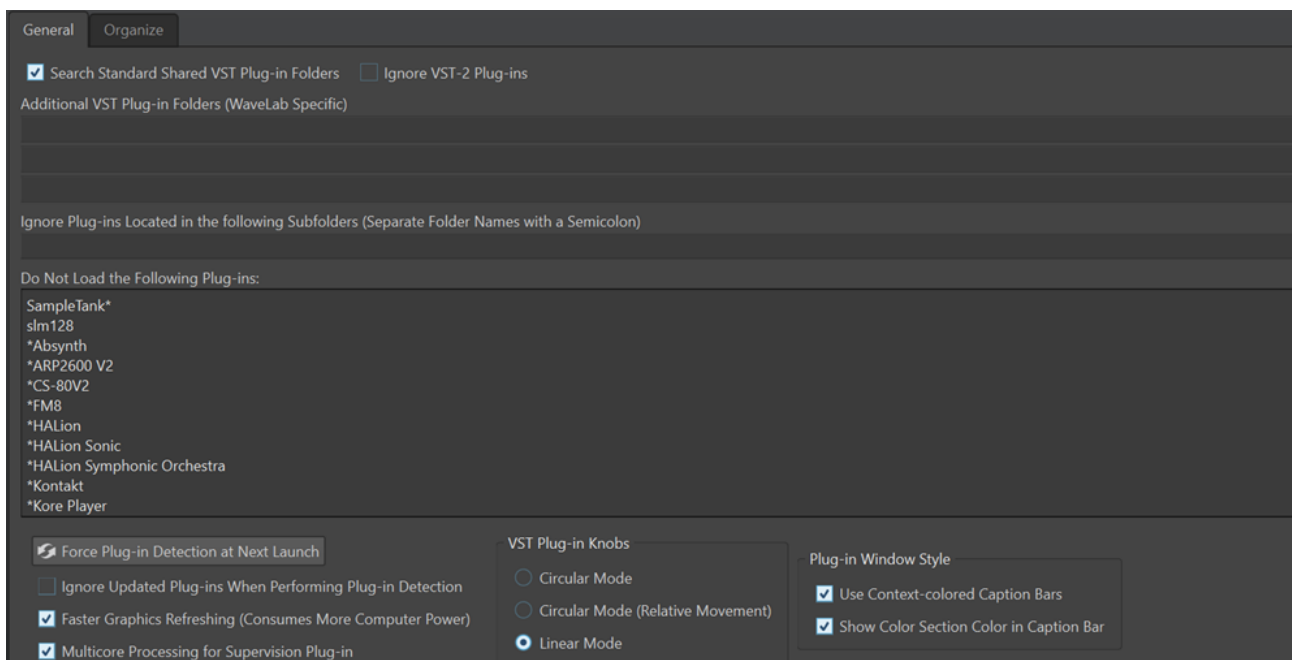 General Organize
Search Standard Shared VST Plug-in Folders Ignore VST-2 Plug-ins
Additional VST Plug-in Folders (WaveLab Specific)
Ignore Plug-ins Located in the following Subfolders (Separate Folder Names with a Semicolon)
Do Not Load the Following Plug-ins:
SampleTank*
slm128
*Absynth
*ARP2600 V2
*CS-80V2
*FM8
*HALion
*HALion Sonic
*HALion Symphonic Orchestra
*Kontakt
*Kore Player
Force Plug-in Detection at Next Launch
Ignore Updated Plug-ins When Performing Plug-in Detection
Faster Graphics Refreshing (Consumes More Computer Power)
Multicore Processing for Supervision Plug-in
VST Plug-in Knobs
Circular Mode
Circular Mode (Relative Movement)
Linear Mode
Plug-in Window Style
Use Context-colored Caption Bars
Show Color Section Color in Caption Bar